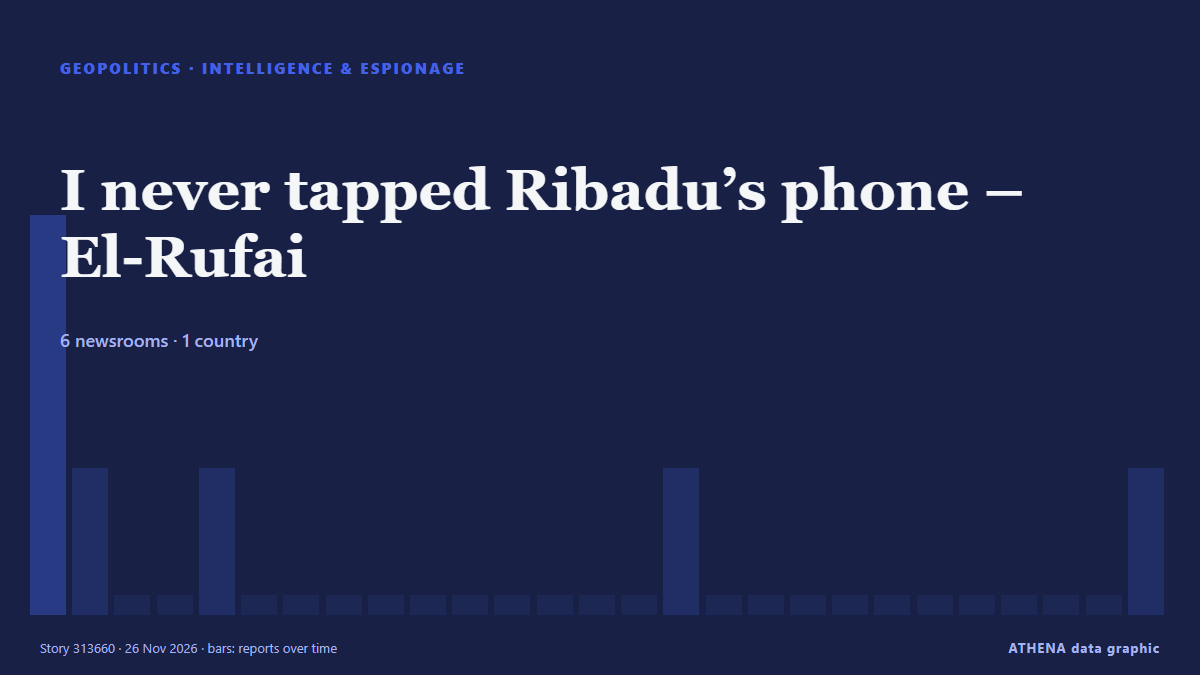 GEOPOLITICS · INTELLIGENCE & ESPIONAGE
I never tapped Ribadu’s phone –
El-Rufai
6 newsrooms · 1 country
Story 313660 · 26 Nov 2026 · bars: reports over time
ATHENA data graphic